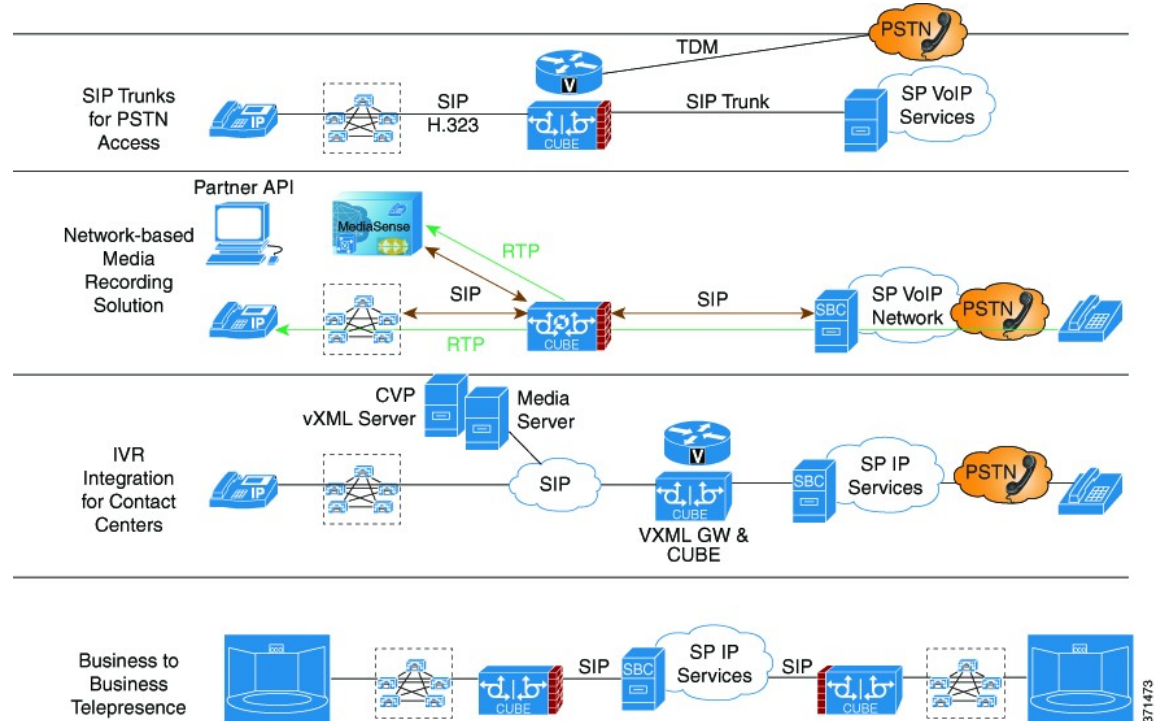 PSTN
TDM
SIP Trunks
for PSTN
Access
IP
SIP
H.323
V
CUBE
SIP Trunk
SP VoIP
Services
Partner API
Network-based
Media
Recording
Solution
MediaSense
RTP
SIP
SIP
IP
RTP
CUBE
SBC
SP VoIP
Network
PSTN
CVP
vXML Server
Media
Server
IVR
Integration
for Contact
Centers
IP
SIP
V
CUBE
VXML GW &
CUBE
SBC
SP IP
Services
PSTN
Business to
Business
Telepresence
CUBE
SIP
SBC
SP IP
Services
SIP
CUBE
371473